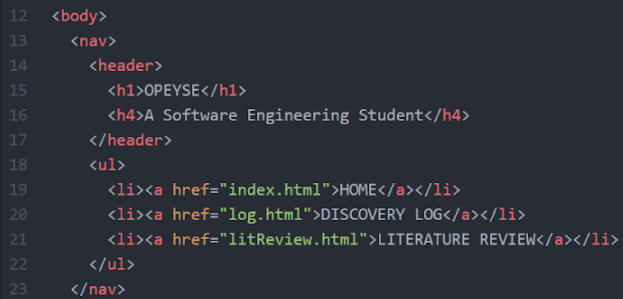 12 <body>
13 <nav>
14 <header>
15 <h1>OPEYSE</h1>
16 <h4>A Software Engineering Student</h4>
17 </header>
18 <ul>
19 <li><a href="index.html">HOME</a></li>
20 <li><a href="log.html">DISCOVERY LOG</a></li>
21 <li><a href="litReview.html">LITERATURE REVIEW</a></li>
22 </ul>
23 </nav>